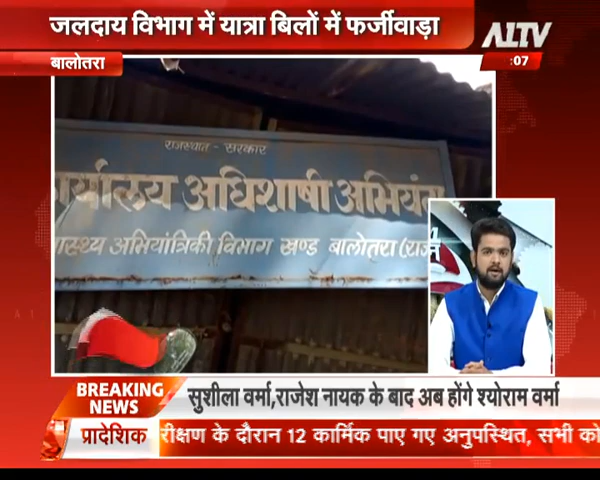 जलदाय विभाग में यात्रा बिलों में फर्जीवाड़ा
A1TV
:07
बालोतरा
राजस्थान - सरकार
कार्यालय अधिशाषी अभियंता
स्वास्थ्य अभियांत्रिकी विभाग खण्ड बालोतरा (राज
BREAKING NEWS
सुशीला वर्मा,राजेश नायक के बाद अब होंगे श्योराम वर्मा
प्रादेशिक
रीक्षण के दौरान 12 कार्मिक पाए गए अनुपस्थित, सभी को